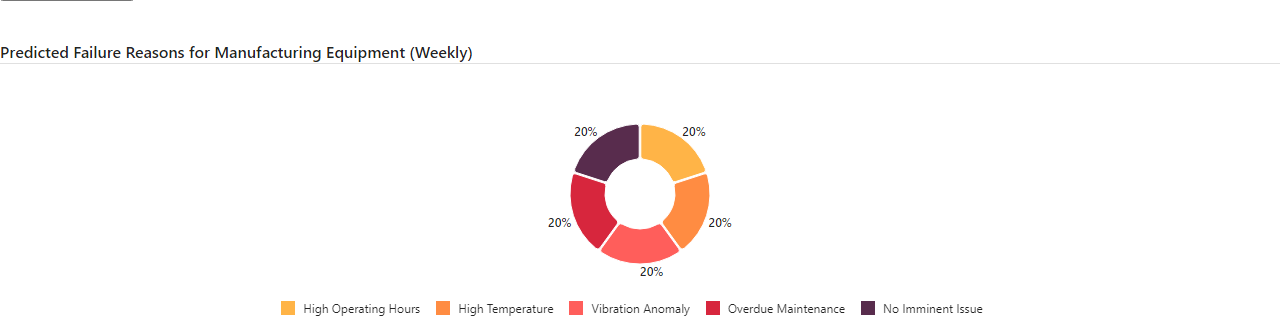 Predicted Failure Reasons for Manufacturing Equipment (Weekly)
20% 20%
20% 20%
20%
High Operating Hours High Temperature Vibration Anomaly Overdue Maintenance No Imminent Issue